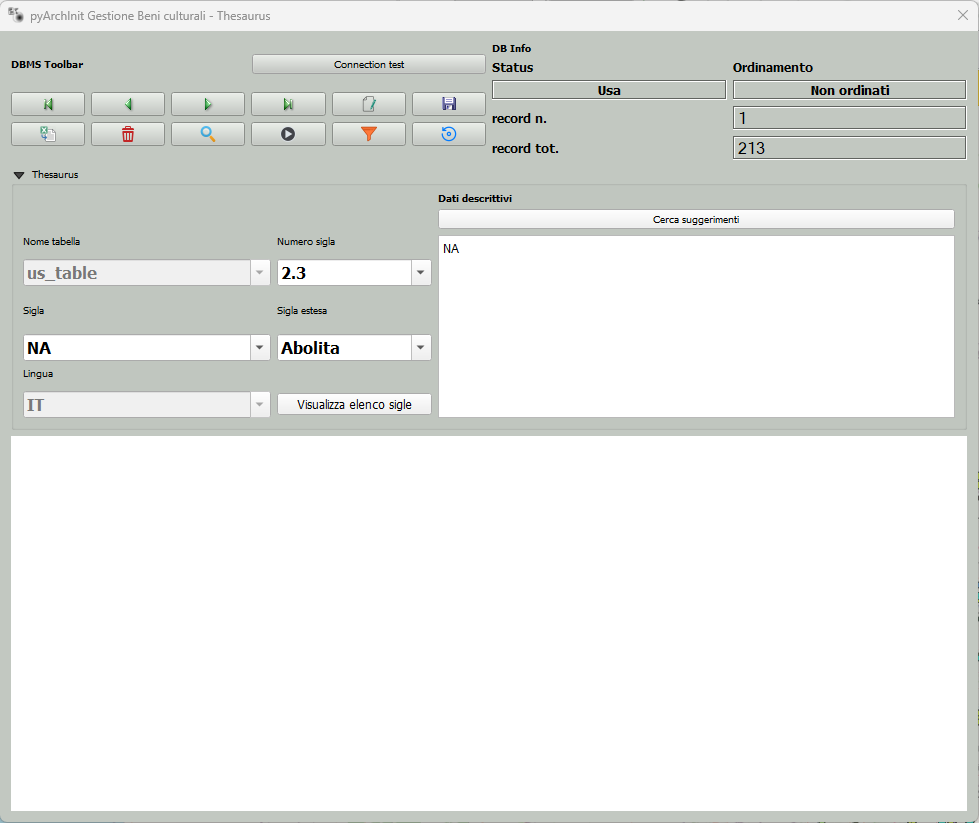 pyArchInit Gestione Beni culturali - Thesaurus
DBMS Toolbar
Connection test
DB Info
Status
Ordinamento
Usa
Non ordinati
record n.
1
record tot.
213
Thesaurus
Dati descrittivi
Cerca suggerimenti
Nome tabella
Numero sigla
us_table
2.3
NA
Sigla
Sigla estesa
NA
Abolita
Lingua
IT
Visualizza elenco sigle